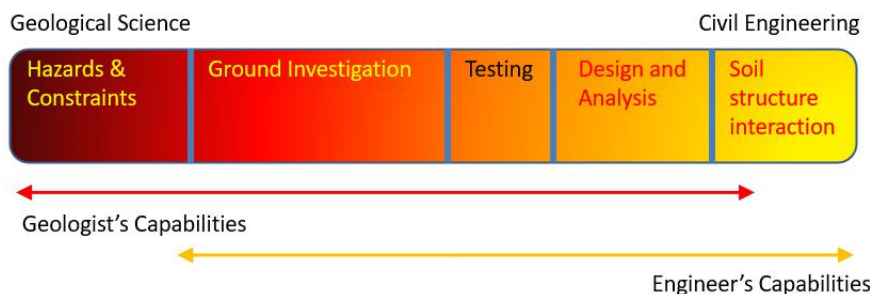 Geological Science
Civil Engineering
Hazards &
Constraints
Ground Investigation
Testing
Design and
Analysis
Soil
structure
interaction
Geologist's Capabilities
Engineer's Capabilities